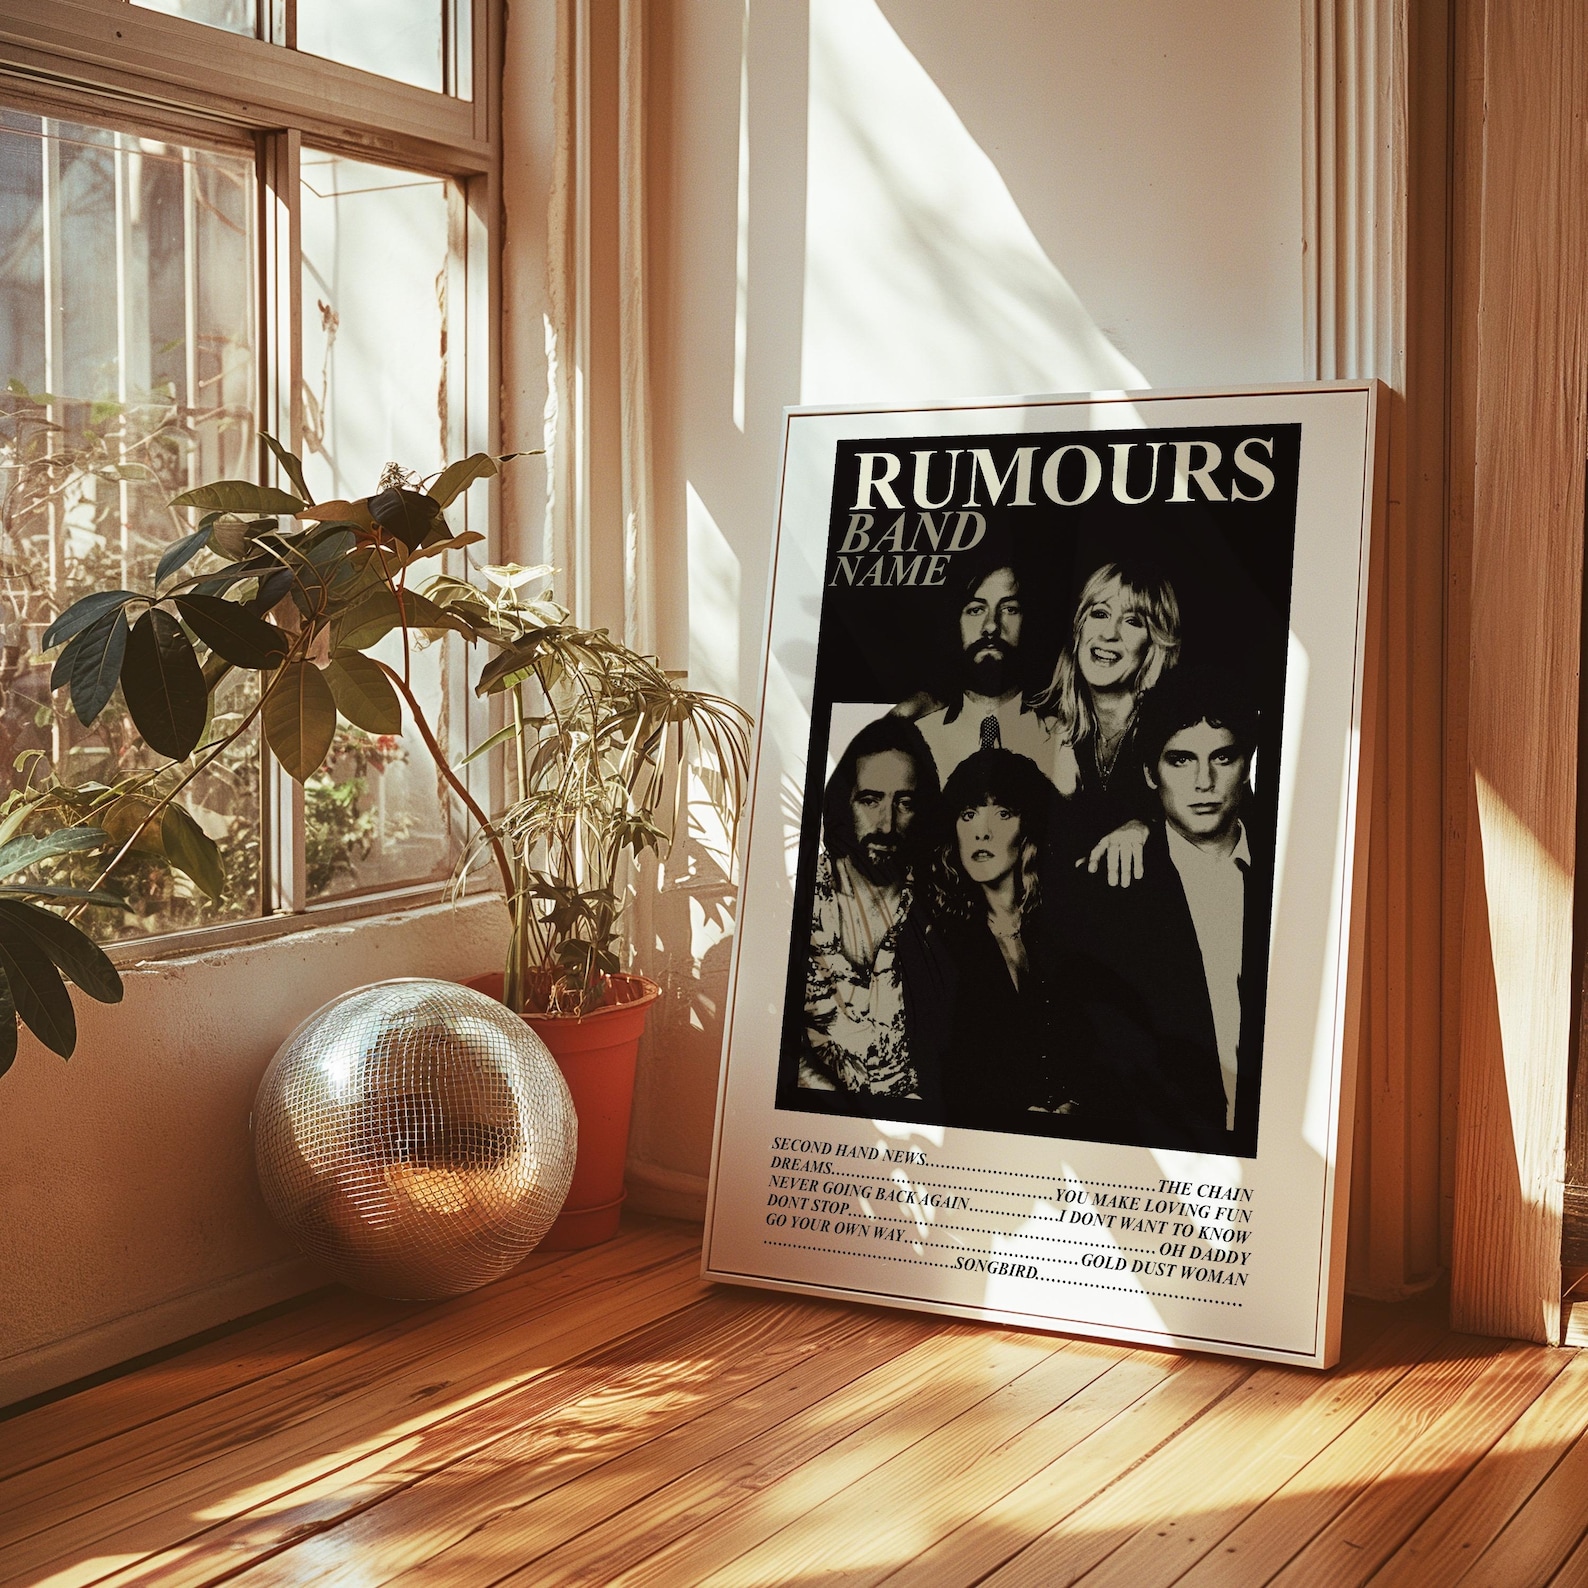 RUMOURS
BAND
NAME
SECOND HAND NEWS..............................THE CHAIN
DREAMS..............................YOU MAKE LOVING FUN
NEVER GOING BACK AGAIN...............I DONT WANT TO KNOW
DONT STOP........................................OH DADDY
GO YOUR OWN WAY.......................GOLD DUST WOMAN
..............................SONGBIRD..............................